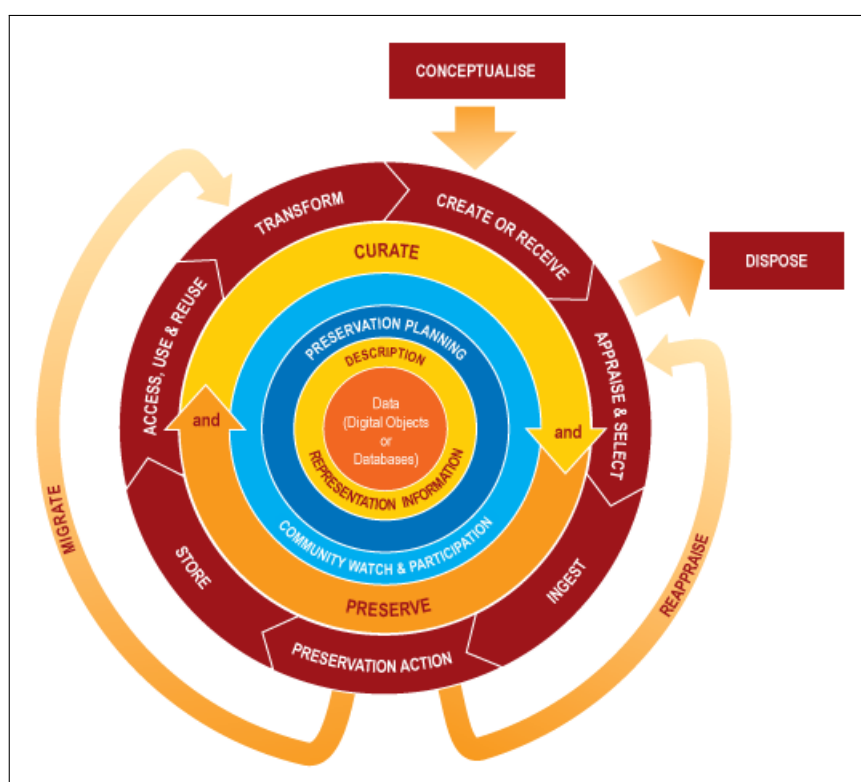 CONCEPTUALISE
DISPOSE
TRANSFORM
CREATE OR RECEIVE
APPRAISE & SELECT
INGEST
PRESERVATION ACTION
STORE
ACCESS, USE & REUSE
MIGRATE
REAPPRAISE
CURATE
and
PRESERVE
and
COMMUNITY WATCH & PARTICIPATION
PRESERVATION PLANNING
DESCRIPTION
REPRESENTATION INFORMATION
Data
(Digital Objects
or
Databases)